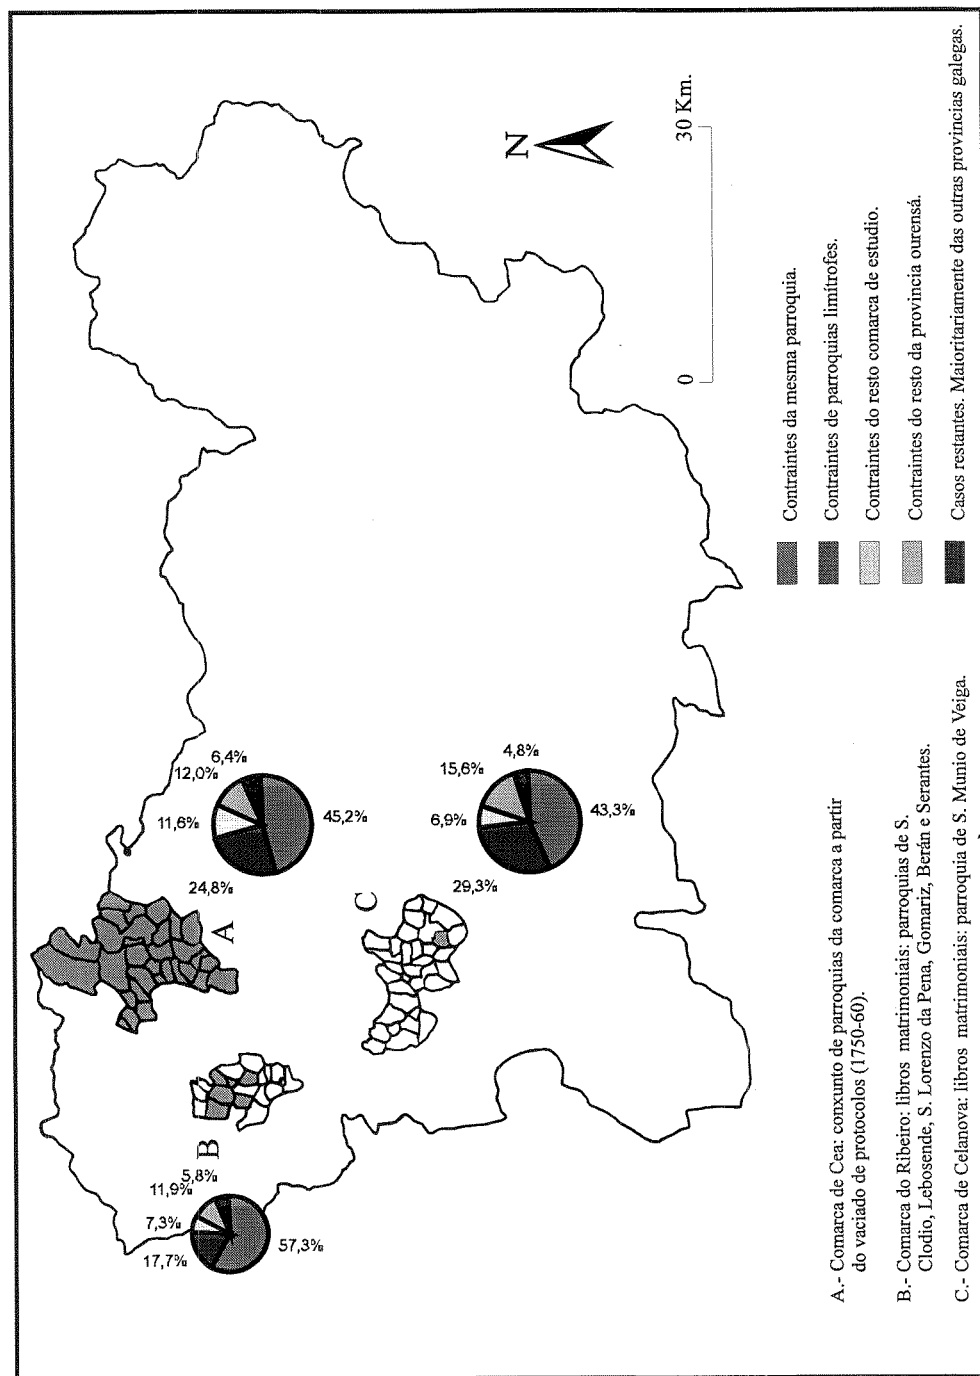 N
0
30 Km.
A
B
C
6,4%
12,0%
11,6%
24,8%
45,2%
5,8%
11,9%
7,3%
17,7%
57,3%
4,8%
15,6%
6,9%
29,3%
43,3%
Contraintes da mesma parroquia.
Contraintes de parroquias limítrofes.
Contraintes do resto comarca de estudio.
Contraintes do resto da provincia ourensá.
Casos restantes. Maioritariamente das outras provincias galegas.
A.- Comarca de Cea: conxunto de parroquias da comarca a partir
do vaciado de protocolos (1750-60).
B.- Comarca do Ribeiro: libros matrimoniais: parroquias de S.
Clodio, Lebosende, S. Lorenzo da Pena, Gomariz, Berán e Serantes.
C.- Comarca de Celanova: libros matrimoniais: parroquia de S. Munio de Veiga.